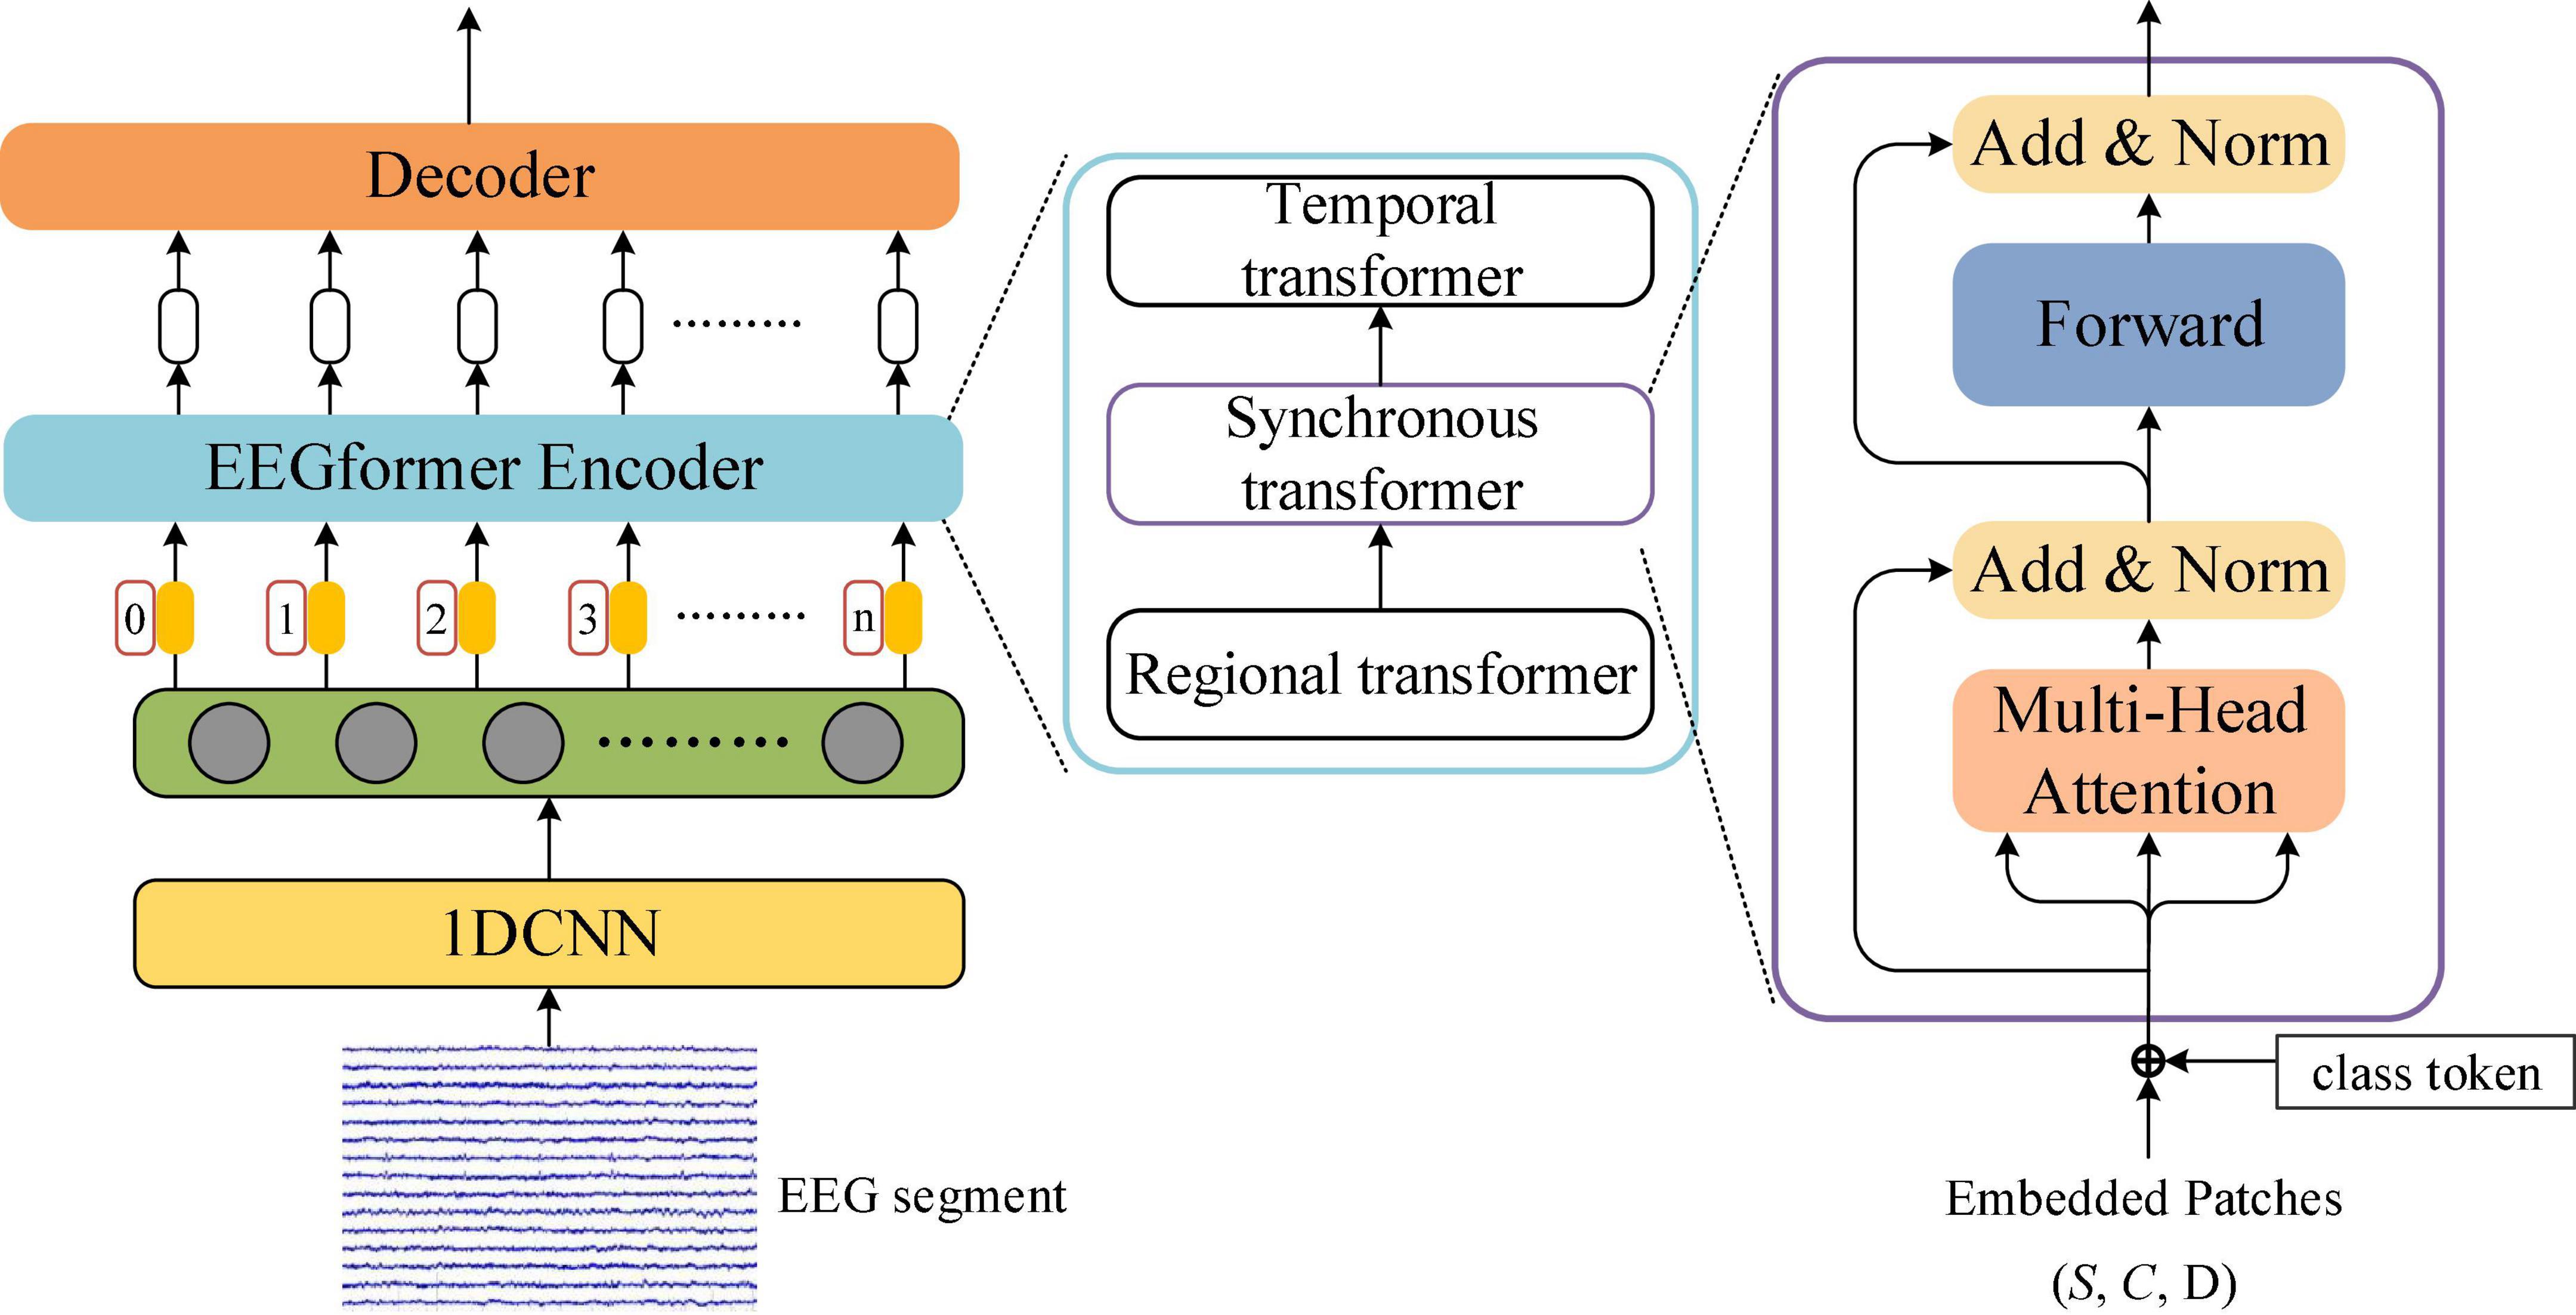 Decoder
EEGformer Encoder
0 1 2 3 n
1DCNN
EEG segment
Temporal
transformer
Synchronous
transformer
Regional transformer
Add & Norm
Forward
Add & Norm
Multi-Head
Attention
class token
Embedded Patches
(S, C, D)